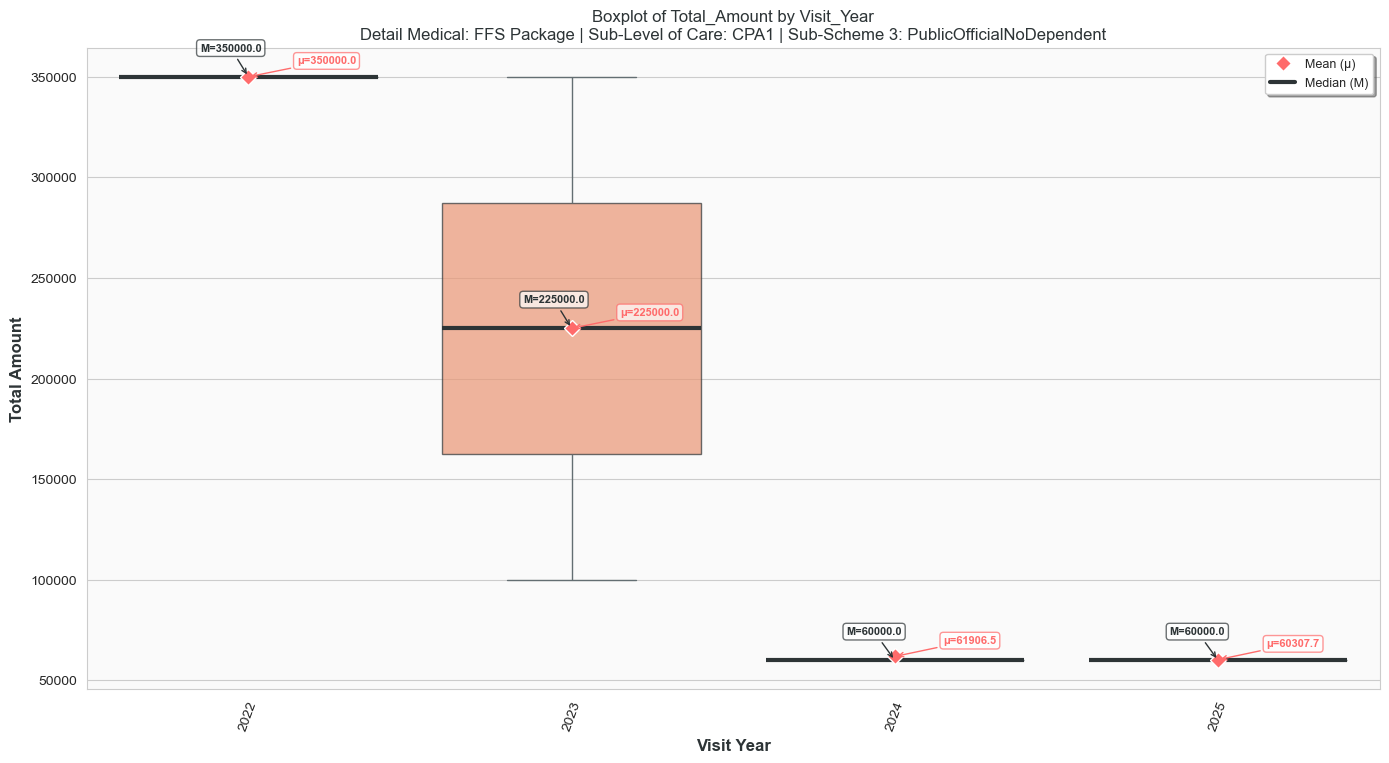 Boxplot of Total_Amount by Visit_Year
Detail Medical: FFS Package | Sub-Level of Care: CPA1 | Sub-Scheme 3: PublicOfficialNoDependent
Mean (μ)
Median (M)
Total Amount
350000
300000
250000
200000
150000
100000
50000
M=350000.0
μ=350000.0
M=225000.0
μ=225000.0
M=60000.0
μ=61906.5
M=60000.0
μ=60307.7
2022
2023
2024
2025
Visit Year